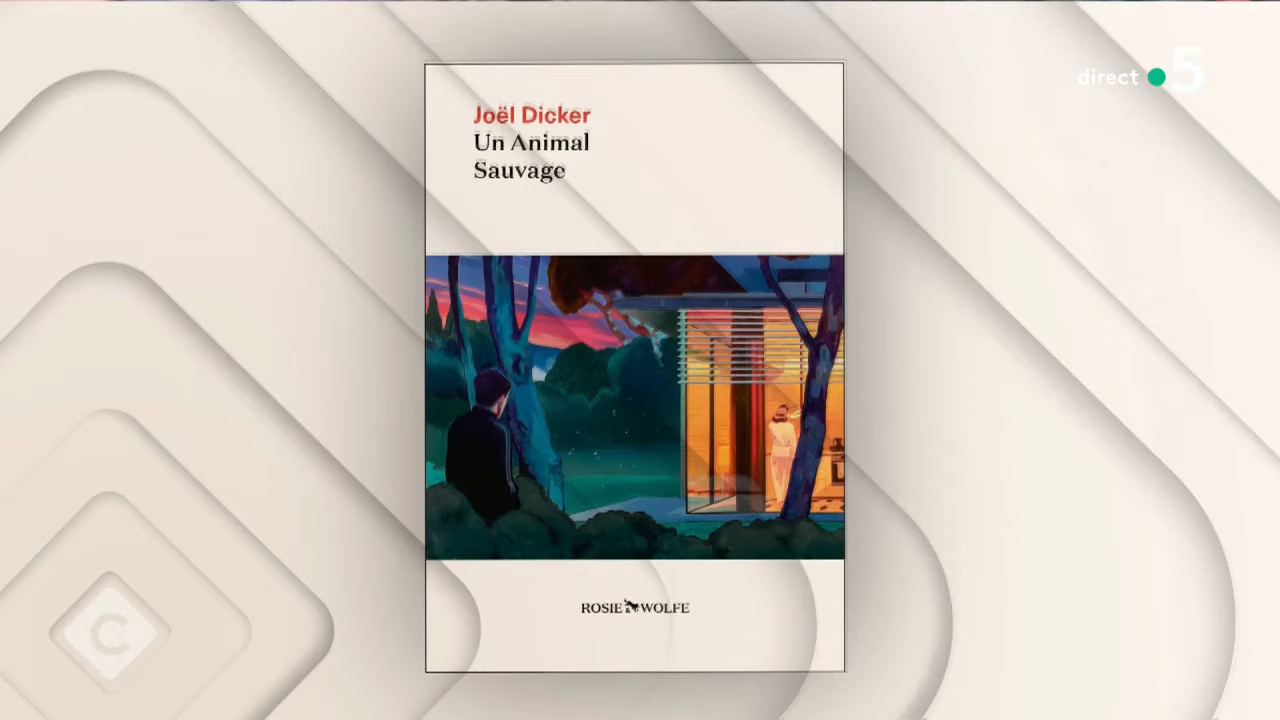 direct 5
Joël Dicker
Un Animal
Sauvage
ROSIE WOLFE
C